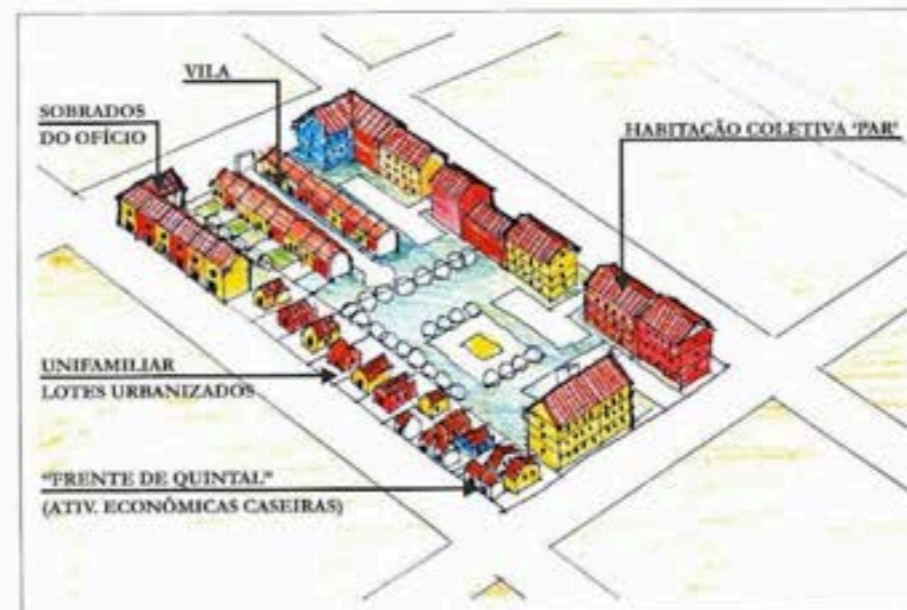 VILA
SOBRADOS
DO OFÍCIO
HABITAÇÃO COLETIVA 'PAR'
UNIFAMILIAR
LOTES URBANIZADOS
"FRENTE DE QUINTAL"
(ATIV. ECONÔMICAS CASEIRAS)